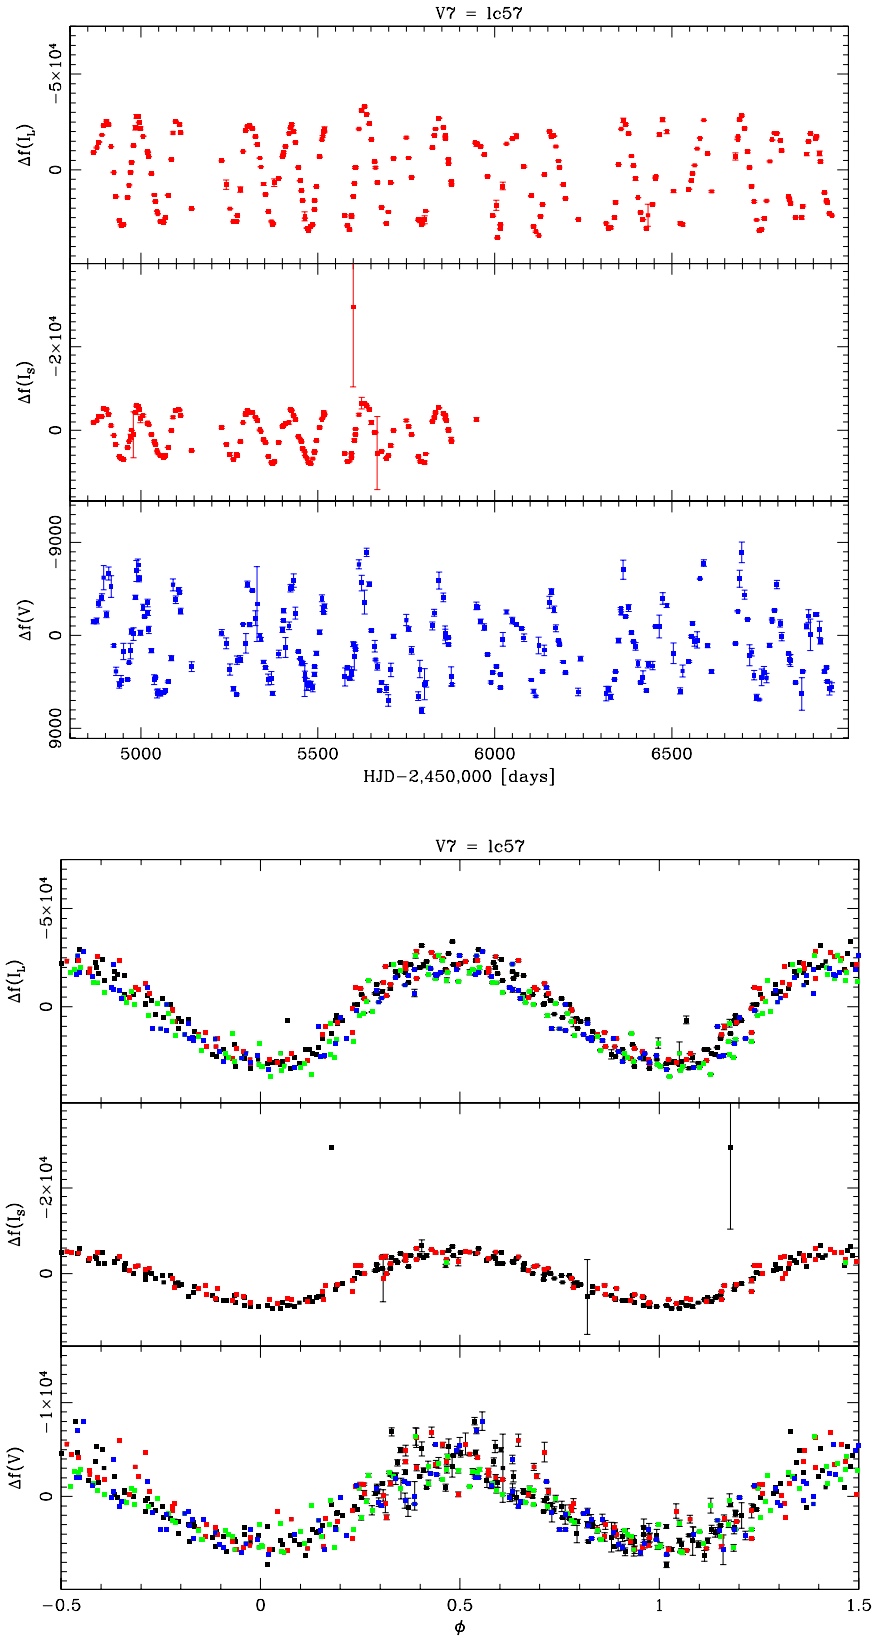 V7 = lc57
−5×10⁴
0
Δf(I_L)
−2×10⁴
0
Δf(I_S)
−9000
0
9000
Δf(V)
5000 5500 6000 6500
HJD−2,450,000 [days]
V7 = lc57
−5×10⁴
0
Δf(I_L)
−2×10⁴
0
Δf(I_S)
−1×10⁴
0
Δf(V)
−0.5 0 0.5 1 1.5
ϕ